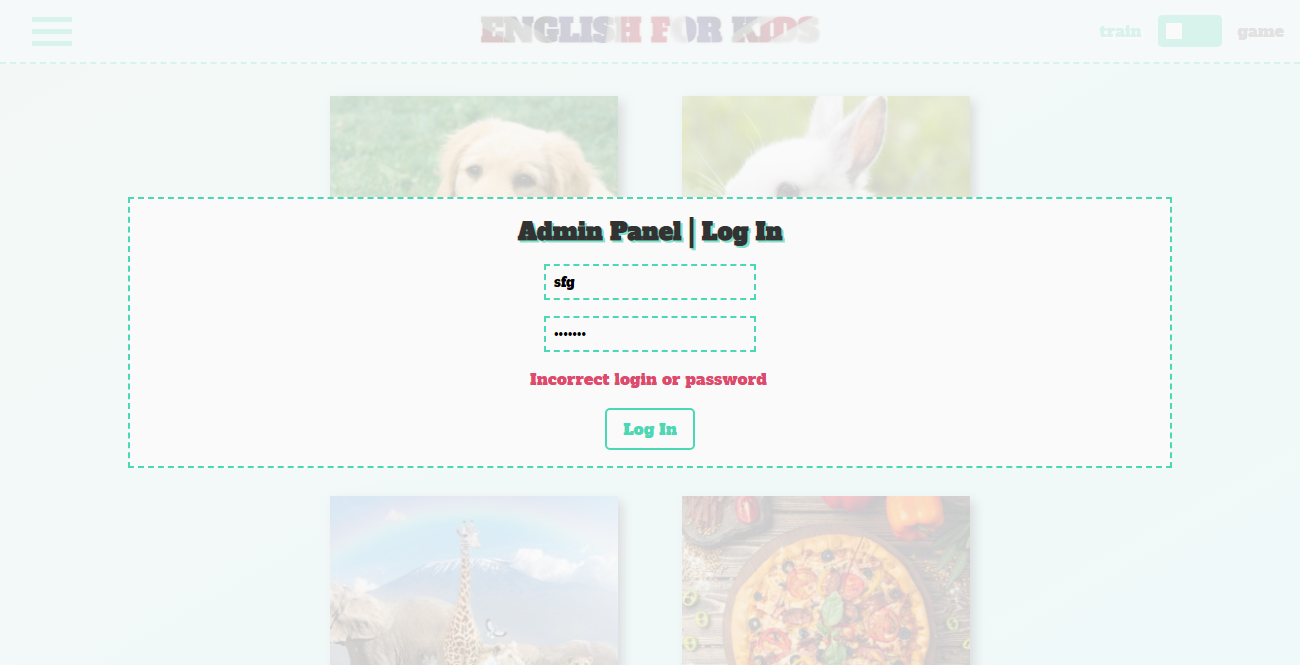 ENGLISH FOR KIDS
train
game
Admin Panel | Log In
sfg
•••••••
Incorrect login or password
Log In